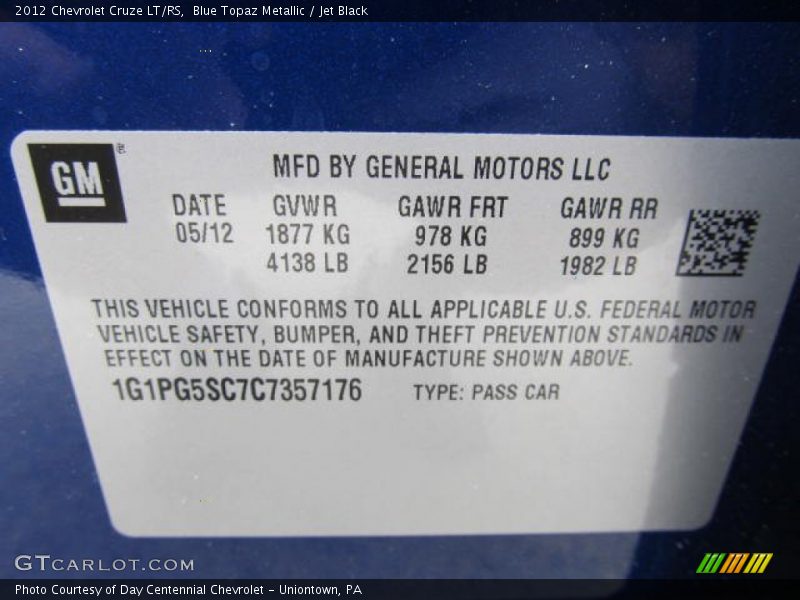 2012 Chevrolet Cruze LT/RS, Blue Topaz Metallic / Jet Black
GM®
MFD BY GENERAL MOTORS LLC
DATE GVWR GAWR FRT GAWR RR
05/12 1877 KG 978 KG 899 KG
4138 LB 2156 LB 1982 LB
THIS VEHICLE CONFORMS TO ALL APPLICABLE U.S. FEDERAL MOTOR
VEHICLE SAFETY, BUMPER, AND THEFT PREVENTION STANDARDS IN
EFFECT ON THE DATE OF MANUFACTURE SHOWN ABOVE.
1G1PG5SC7C7357176 TYPE: PASS CAR
GTCARLOT.COM
Photo Courtesy of Day Centennial Chevrolet - Uniontown, PA